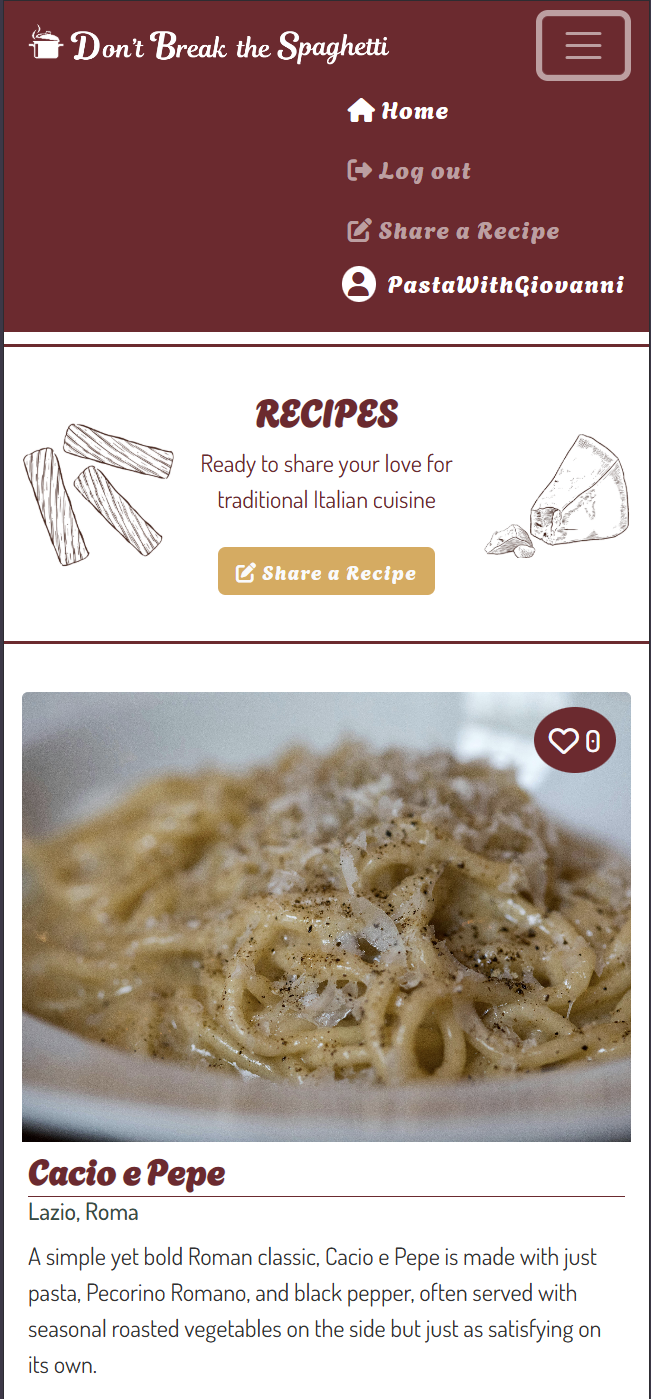 Don't Break the Spaghetti
Home
Log out
Share a Recipe
PastaWithGiovanni
RECIPES
Ready to share your love for
traditional Italian cuisine
Share a Recipe
0
Cacio e Pepe
Lazio, Roma
A simple yet bold Roman classic, Cacio e Pepe is made with just
pasta, Pecorino Romano, and black pepper, often served with
seasonal roasted vegetables on the side but just as satisfying on
its own.